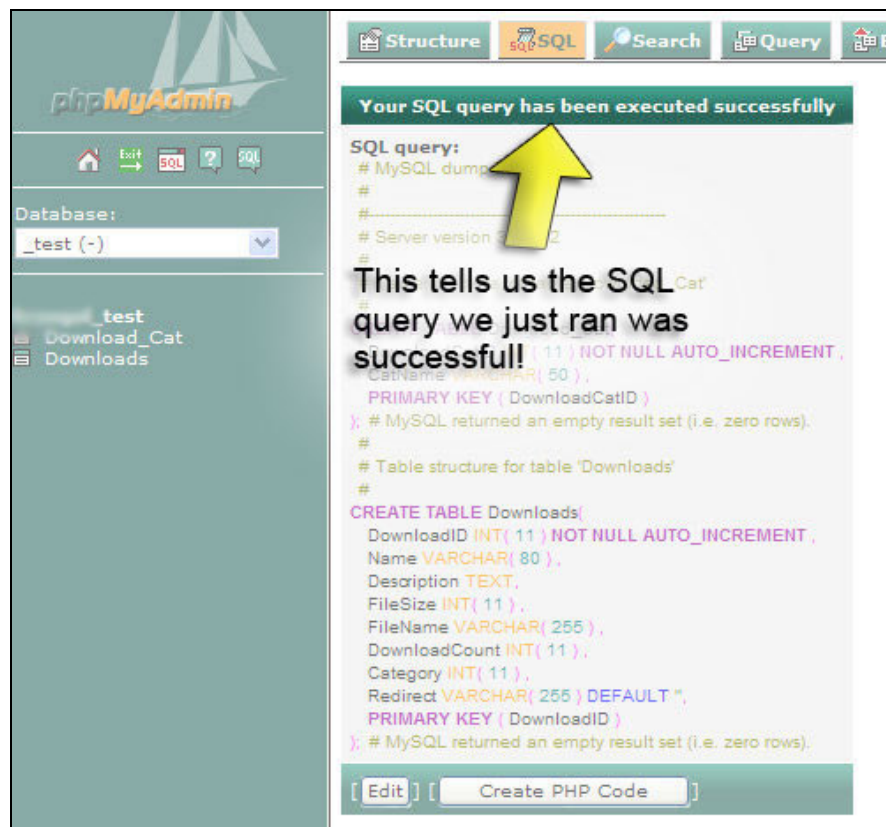 phpMyAdmin
Exit
SQL
?
SQL
Database:
_test (-)
_test
Download_Cat
Downloads
Structure
SQL
Search
Query
Your SQL query has been executed successfully
SQL query:
# MySQL dump
#
#
# Server version
#
This tells us the SQL
query we just ran was
successful!
Cat'
( 11 ) NOT NULL AUTO_INCREMENT ,
CatName VARCHAR( 50 ) ,
PRIMARY KEY ( DownloadCatID )
); # MySQL returned an empty result set (i.e. zero rows).
#
# Table structure for table 'Downloads'
#
CREATE TABLE Downloads(
DownloadID INT( 11 ) NOT NULL AUTO_INCREMENT ,
Name VARCHAR( 80 ) ,
Description TEXT,
FileSize INT( 11 ) ,
FileName VARCHAR( 255 ) ,
DownloadCount INT( 11 ) ,
Category INT( 11 ) ,
Redirect VARCHAR( 255 ) DEFAULT '',
PRIMARY KEY ( DownloadID )
); # MySQL returned an empty result set (i.e. zero rows).
[ Edit ] [ Create PHP Code ]